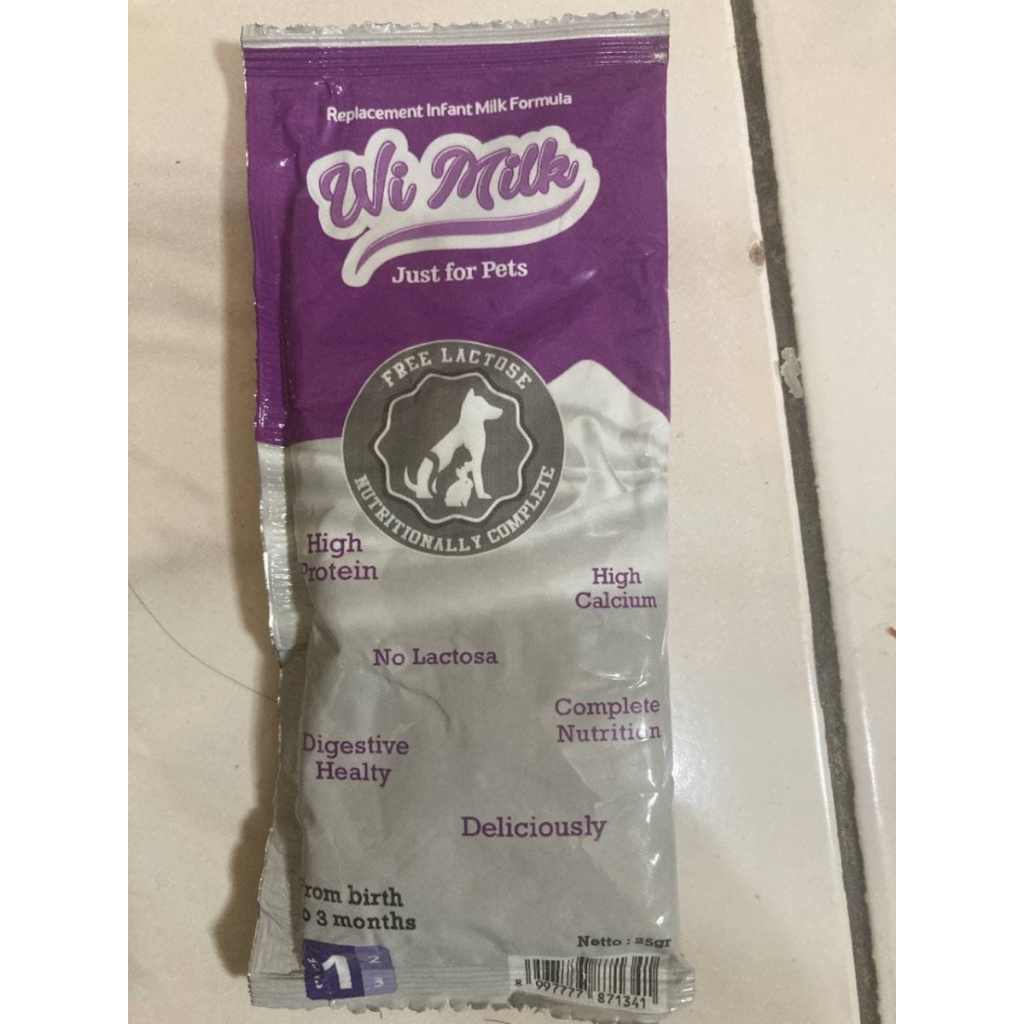 Replacement Infant Milk Formula
Wi Milk
Just for Pets
FREE LACTOSE
NUTRITIONALLY COMPLETE
High
Protein
High
Calcium
No Lactosa
Complete
Nutrition
Digestive
Healty
Deliciously
From birth
to 3 months
1
2
3
Netto : 25gr
8 997777 871341